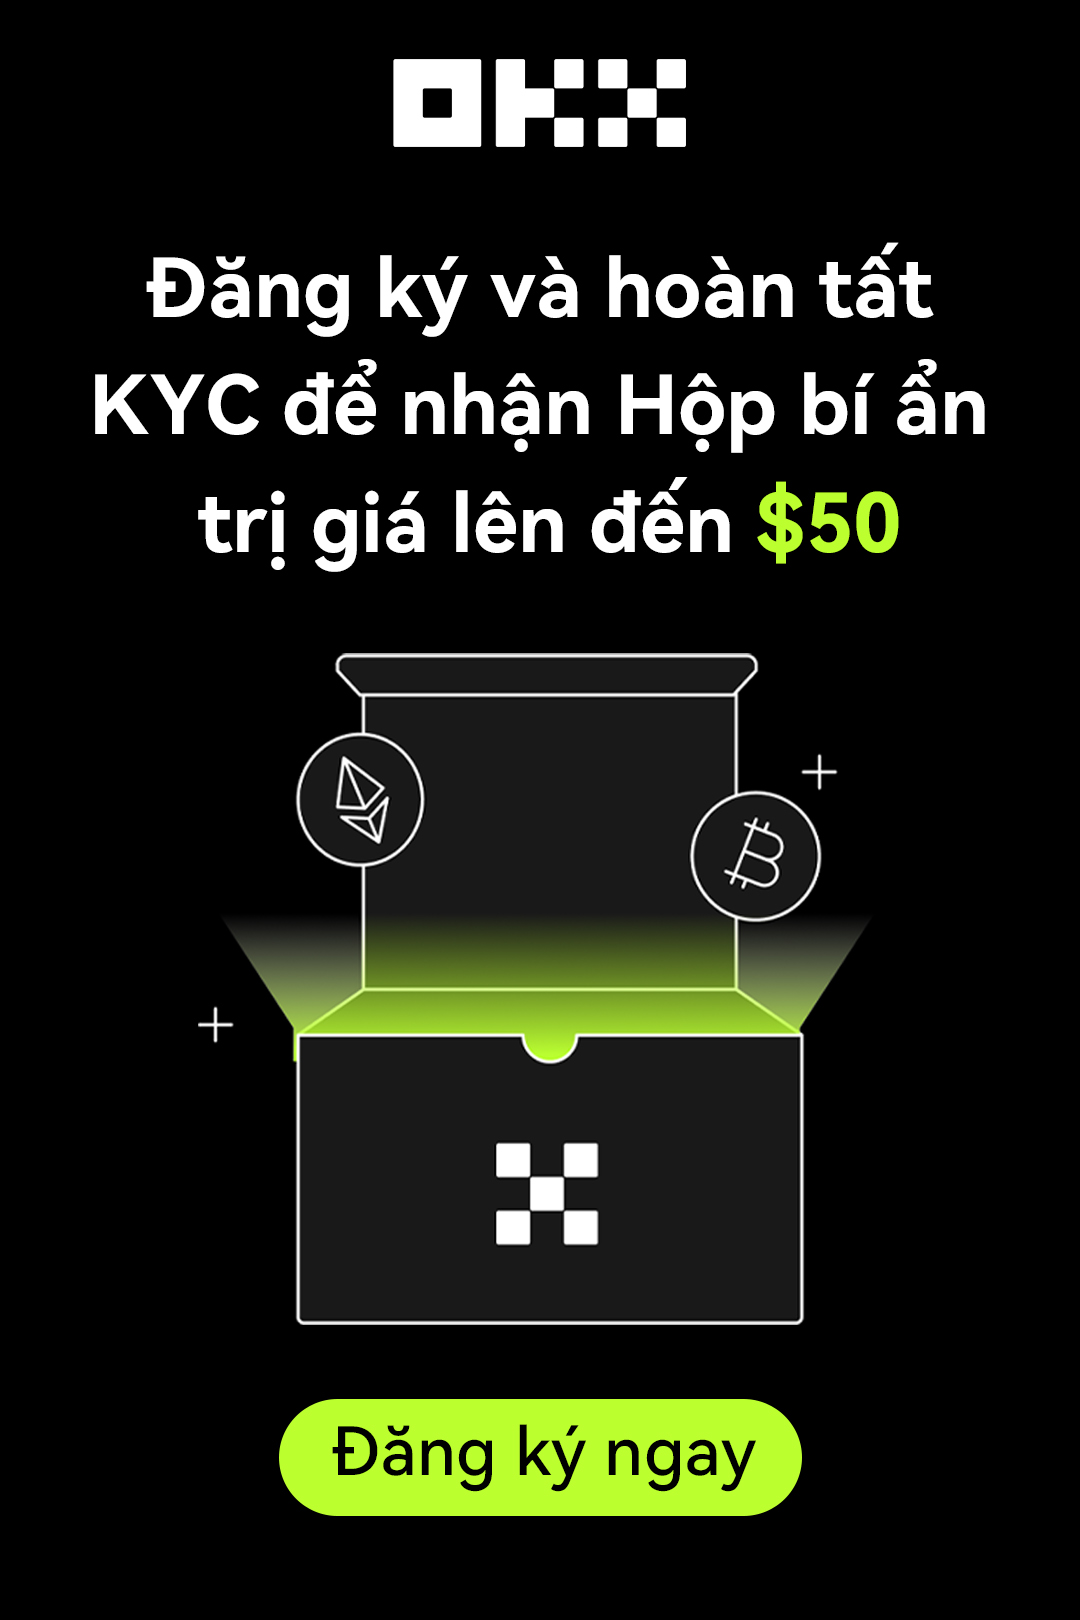 OKX
Đăng ký và hoàn tất
KYC để nhận Hộp bí ẩn
trị giá lên đến $50
Đăng ký ngay